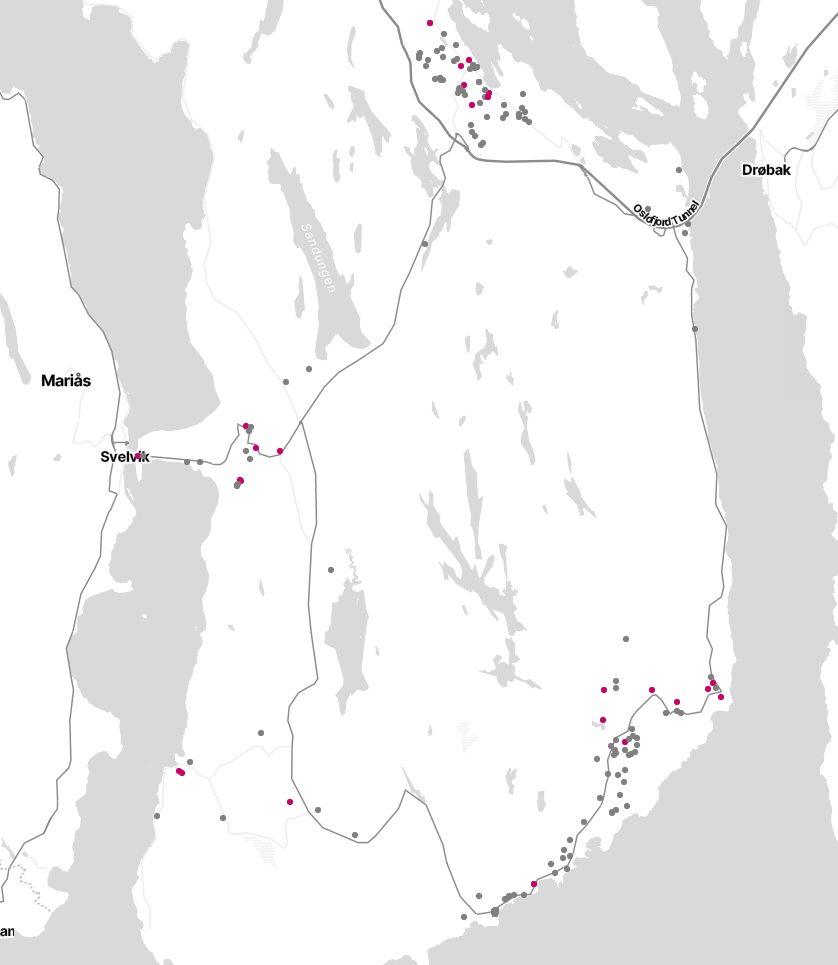 Drøbak
Oslofjord Tunnel
Sandungen
Mariås
Svelvik
an